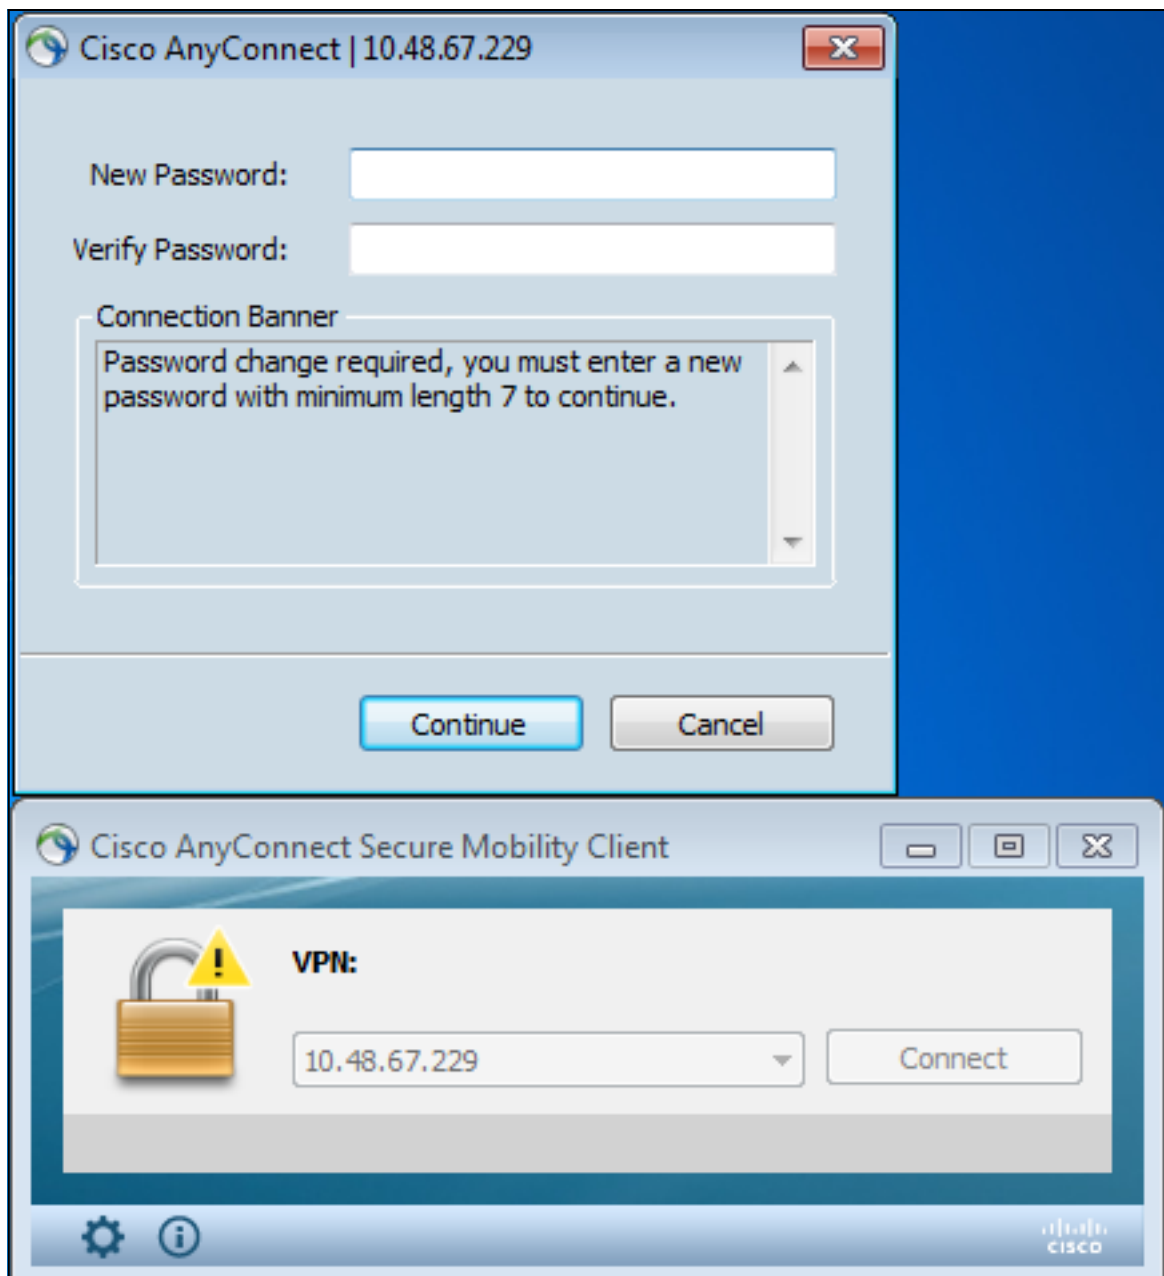 Cisco AnyConnect | 10.48.67.229
New Password:
Verify Password:
Connection Banner
Password change required, you must enter a new
password with minimum length 7 to continue.
Continue
Cancel
Cisco AnyConnect Secure Mobility Client
VPN:
10.48.67.229
Connect
CISCO